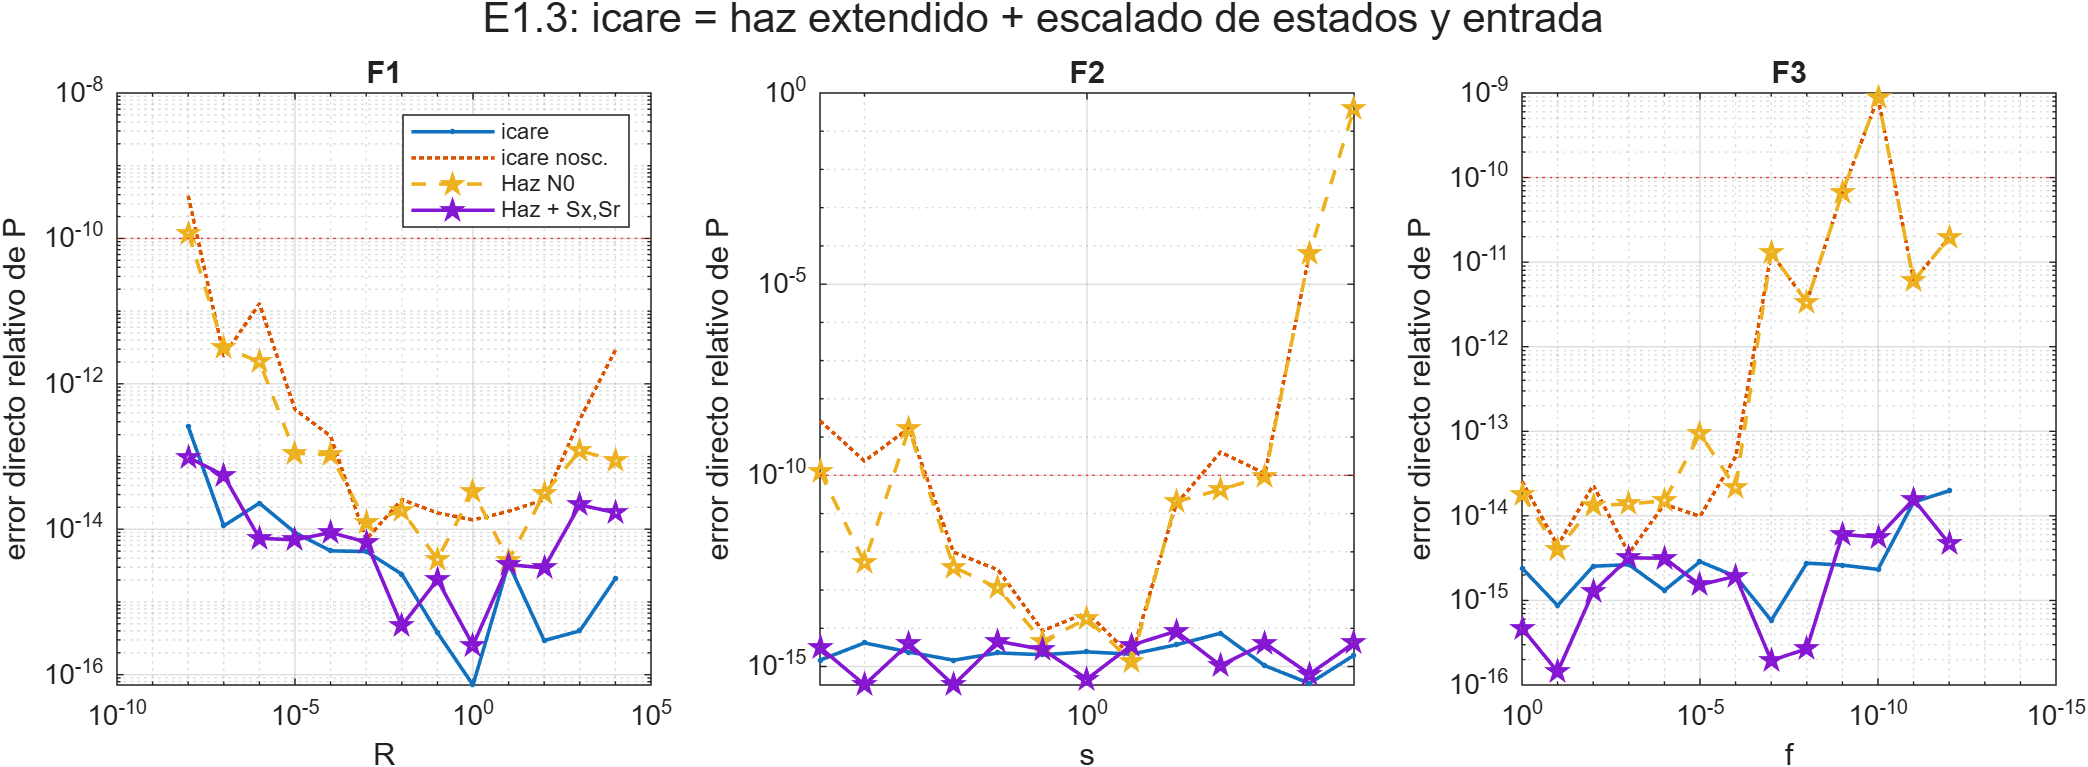 E1.3: icare = haz extendido + escalado de estados y entrada
F1
10^-8
10^-10
10^-12
10^-14
10^-16
error directo relativo de P
icare
icare nosc.
Haz N0
Haz + Sx,Sr
10^-10
10^-5
10^0
10^5
R
F2
10^0
10^-5
10^-10
10^-15
error directo relativo de P
10^0
s
F3
10^-9
10^-10
10^-11
10^-12
10^-13
10^-14
10^-15
10^-16
error directo relativo de P
10^0
10^-5
10^-10
10^-15
f